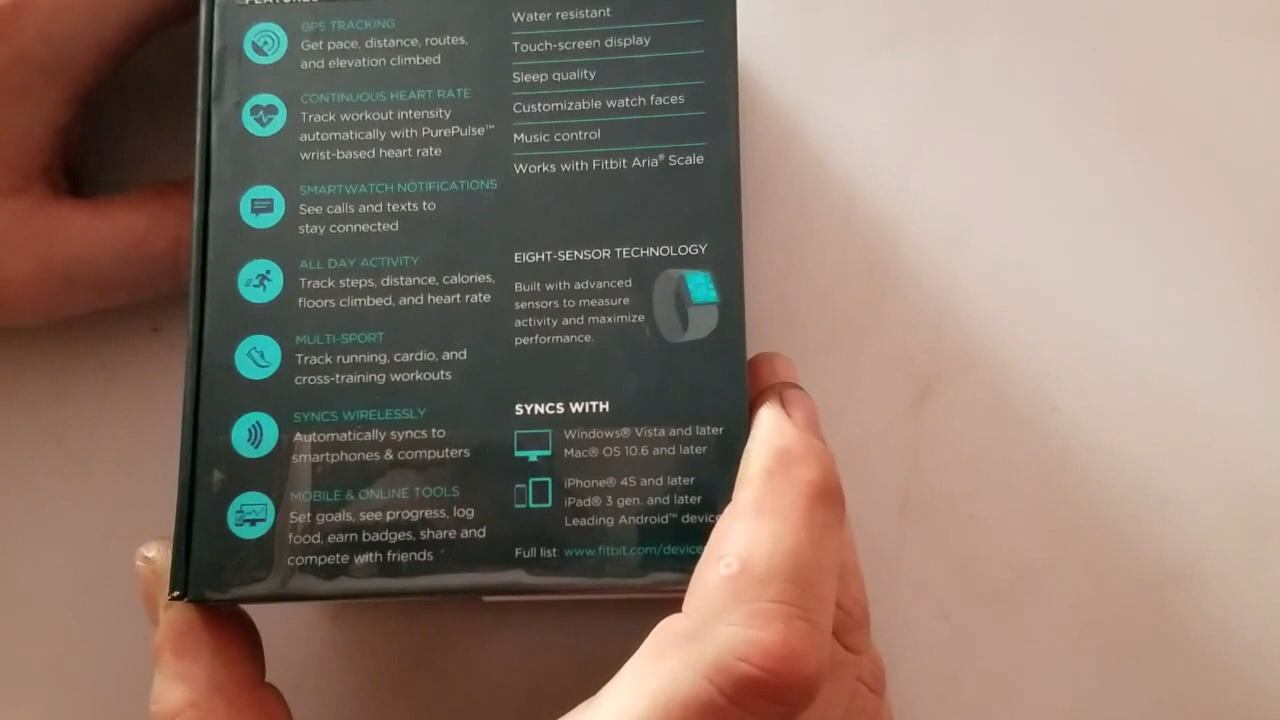 FEATURES
GPS TRACKING
Get pace, distance, routes,
and elevation climbed
CONTINUOUS HEART RATE
Track workout intensity
automatically with PurePulse™
wrist-based heart rate
SMARTWATCH NOTIFICATIONS
See calls and texts to
stay connected
ALL DAY ACTIVITY
Track steps, distance, calories,
floors climbed, and heart rate
MULTI-SPORT
Track running, cardio, and
cross-training workouts
SYNCS WIRELESSLY
Automatically syncs to
smartphones & computers
MOBILE & ONLINE TOOLS
Set goals, see progress, log
food, earn badges, share and
compete with friends
Water resistant
Touch-screen display
Sleep quality
Customizable watch faces
Music control
Works with Fitbit Aria® Scale
EIGHT-SENSOR TECHNOLOGY
Built with advanced
sensors to measure
activity and maximize
performance.
SYNCS WITH
Windows® Vista and later
Mac® OS 10.6 and later
iPhone® 4S and later
iPad® 3 gen. and later
Leading Android™ device
Full list: www.fitbit.com/device